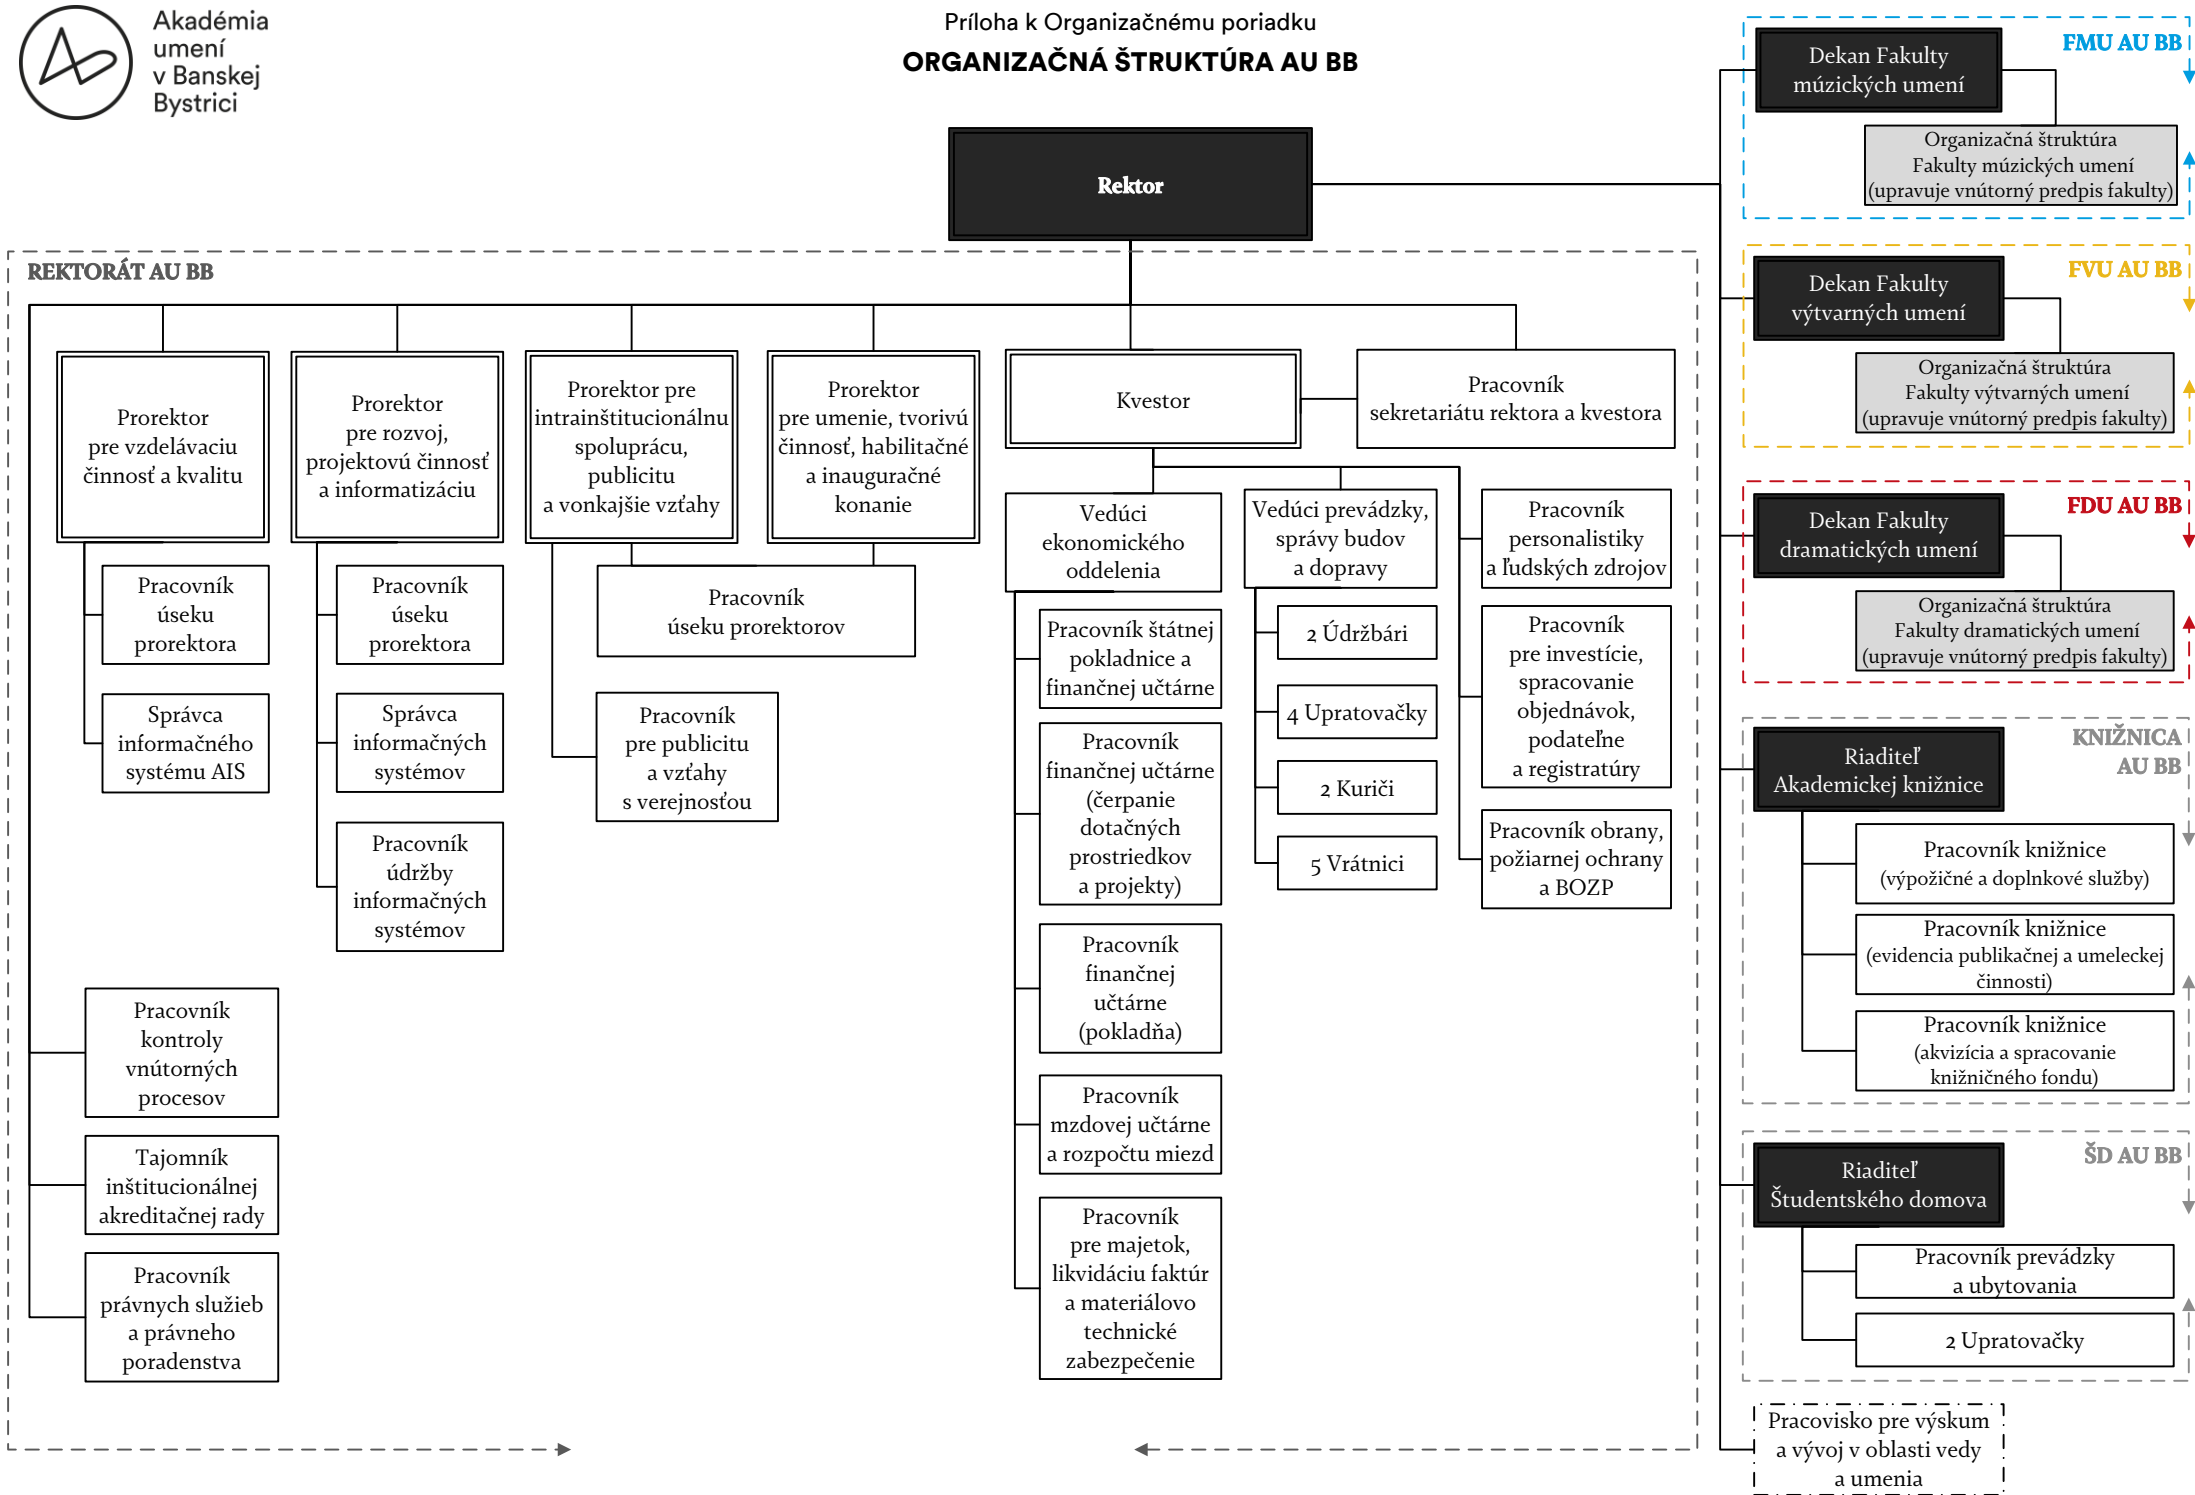 Akadémia
umení
v Banskej
Bystrici
Príloha k Organizačnému poriadku
ORGANIZAČNÁ ŠTRUKTÚRA AU BB
Rektor
REKTORÁT AU BB
Prorektor
pre vzdelávaciu
činnosť a kvalitu
Pracovník
úseku
prorektora
Správca
informačného
systému AIS
Prorektor
pre rozvoj,
projektovú činnosť
a informatizáciu
Pracovník
úseku
prorektora
Správca
informačných
systémov
Pracovník
údržby
informačných
systémov
Prorektor pre
intrainštitucionálnu
spoluprácu,
publicitu
a vonkajšie vzťahy
Prorektor
pre umenie, tvorivú
činnosť, habilitačné
a inauguračné
konanie
Pracovník
úseku prorektorov
Pracovník
pre publicitu
a vzťahy
s verejnosťou
Kvestor
Pracovník
sekretariátu rektora a kvestora
Vedúci
ekonomického
oddelenia
Pracovník štátnej
pokladnice a
finančnej učtárne
Pracovník
finančnej učtárne
(čerpanie
dotačných
prostriedkov
a projekty)
Pracovník
finančnej
učtárne
(pokladňa)
Pracovník
mzdovej učtárne
a rozpočtu miezd
Pracovník
pre majetok,
likvidáciu faktúr
a materiálovo
technické
zabezpečenie
Vedúci prevádzky,
správy budov
a dopravy
2 Údržbári
4 Upratovačky
2 Kuriči
5 Vrátnici
Pracovník
personalistiky
a ľudských zdrojov
Pracovník
pre investície,
spracovanie
objednávok,
podateľne
a registratúry
Pracovník obrany,
požiarnej ochrany
a BOZP
Pracovník
kontroly
vnútorných
procesov
Tajomník
inštitucionálnej
akreditačnej rady
Pracovník
právnych služieb
a právneho
poradenstva
FMU AU BB
Dekan Fakulty
múzických umení
Organizačná štruktúra
Fakulty múzických umení
(upravuje vnútorný predpis fakulty)
FVU AU BB
Dekan Fakulty
výtvarných umení
Organizačná štruktúra
Fakulty výtvarných umení
(upravuje vnútorný predpis fakulty)
FDU AU BB
Dekan Fakulty
dramatických umení
Organizačná štruktúra
Fakulty dramatických umení
(upravuje vnútorný predpis fakulty)
KNIŽNICA
AU BB
Riaditeľ
Akademickej knižnice
Pracovník knižnice
(výpožičné a doplnkové služby)
Pracovník knižnice
(evidencia publikačnej a umeleckej
činnosti)
Pracovník knižnice
(akvizícia a spracovanie
knižničného fondu)
ŠD AU BB
Riaditeľ
Študentského domova
Pracovník prevádzky
a ubytovania
2 Upratovačky
Pracovisko pre výskum
a vývoj v oblasti vedy
a umenia